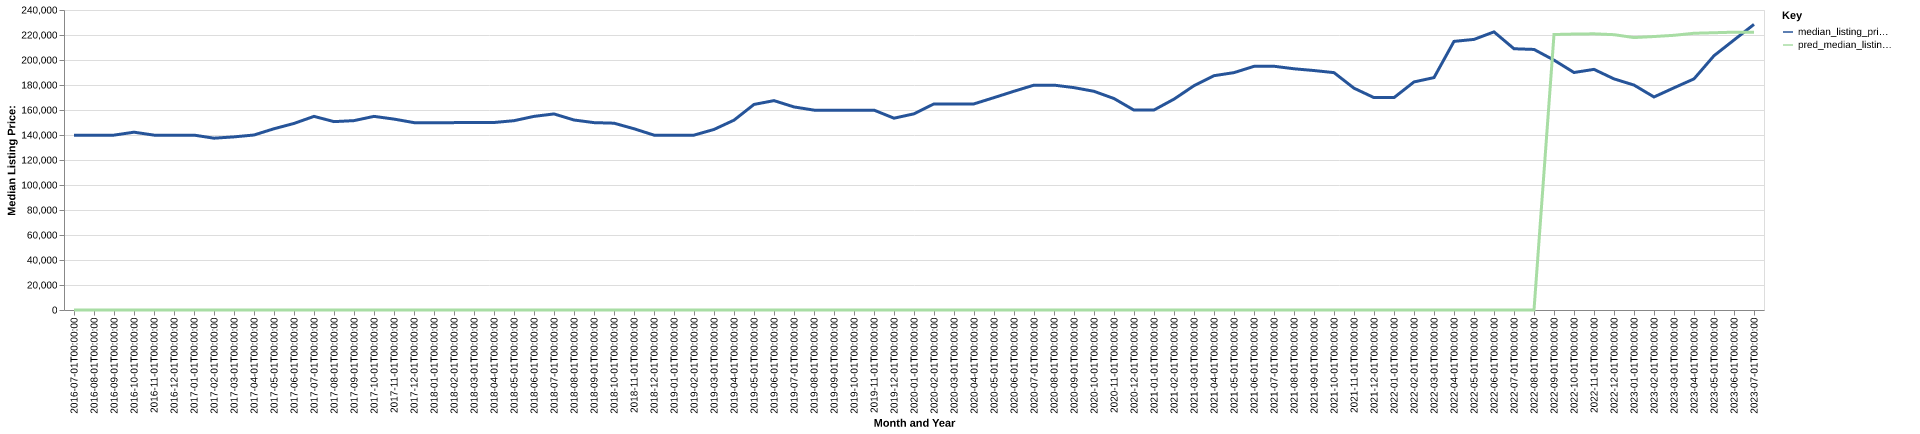 240,000
220,000
200,000
180,000
160,000
140,000
120,000
100,000
80,000
60,000
40,000
20,000
0
Median Listing Price:
2016-07-01T00:00:00
2016-08-01T00:00:00
2016-09-01T00:00:00
2016-10-01T00:00:00
2016-11-01T00:00:00
2016-12-01T00:00:00
2017-01-01T00:00:00
2017-02-01T00:00:00
2017-03-01T00:00:00
2017-04-01T00:00:00
2017-05-01T00:00:00
2017-06-01T00:00:00
2017-07-01T00:00:00
2017-08-01T00:00:00
2017-09-01T00:00:00
2017-10-01T00:00:00
2017-11-01T00:00:00
2017-12-01T00:00:00
2018-01-01T00:00:00
2018-02-01T00:00:00
2018-03-01T00:00:00
2018-04-01T00:00:00
2018-05-01T00:00:00
2018-06-01T00:00:00
2018-07-01T00:00:00
2018-08-01T00:00:00
2018-09-01T00:00:00
2018-10-01T00:00:00
2018-11-01T00:00:00
2018-12-01T00:00:00
2019-01-01T00:00:00
2019-02-01T00:00:00
2019-03-01T00:00:00
2019-04-01T00:00:00
2019-05-01T00:00:00
2019-06-01T00:00:00
2019-07-01T00:00:00
2019-08-01T00:00:00
2019-09-01T00:00:00
2019-10-01T00:00:00
2019-11-01T00:00:00
2019-12-01T00:00:00
2020-01-01T00:00:00
2020-02-01T00:00:00
2020-03-01T00:00:00
2020-04-01T00:00:00
2020-05-01T00:00:00
2020-06-01T00:00:00
2020-07-01T00:00:00
2020-08-01T00:00:00
2020-09-01T00:00:00
2020-10-01T00:00:00
2020-11-01T00:00:00
2020-12-01T00:00:00
2021-01-01T00:00:00
2021-02-01T00:00:00
2021-03-01T00:00:00
2021-04-01T00:00:00
2021-05-01T00:00:00
2021-06-01T00:00:00
2021-07-01T00:00:00
2021-08-01T00:00:00
2021-09-01T00:00:00
2021-10-01T00:00:00
2021-11-01T00:00:00
2021-12-01T00:00:00
2022-01-01T00:00:00
2022-02-01T00:00:00
2022-03-01T00:00:00
2022-04-01T00:00:00
2022-05-01T00:00:00
2022-06-01T00:00:00
2022-07-01T00:00:00
2022-08-01T00:00:00
2022-09-01T00:00:00
2022-10-01T00:00:00
2022-11-01T00:00:00
2022-12-01T00:00:00
2023-01-01T00:00:00
2023-02-01T00:00:00
2023-03-01T00:00:00
2023-04-01T00:00:00
2023-05-01T00:00:00
2023-06-01T00:00:00
2023-07-01T00:00:00
Month and Year
Key
median_listing_pri…
pred_median_listin…